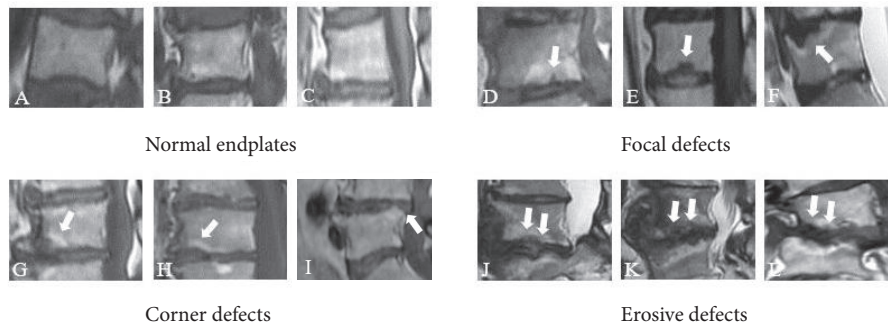 A B C
Normal endplates
D E F
Focal defects
G H I
Corner defects
J K L
Erosive defects